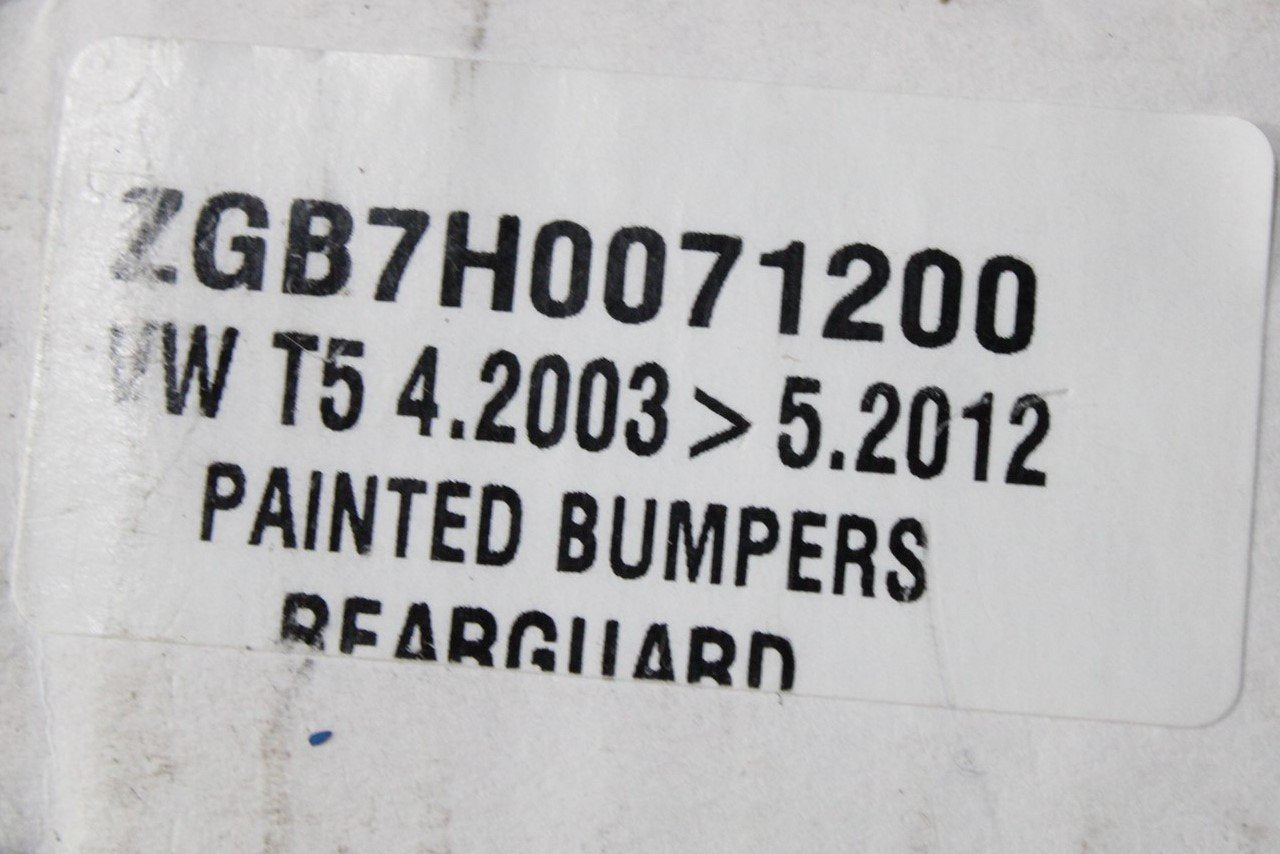 ZGB7H0071200
VW T5 4.2003 > 5.2012
PAINTED BUMPERS
REARGUARD